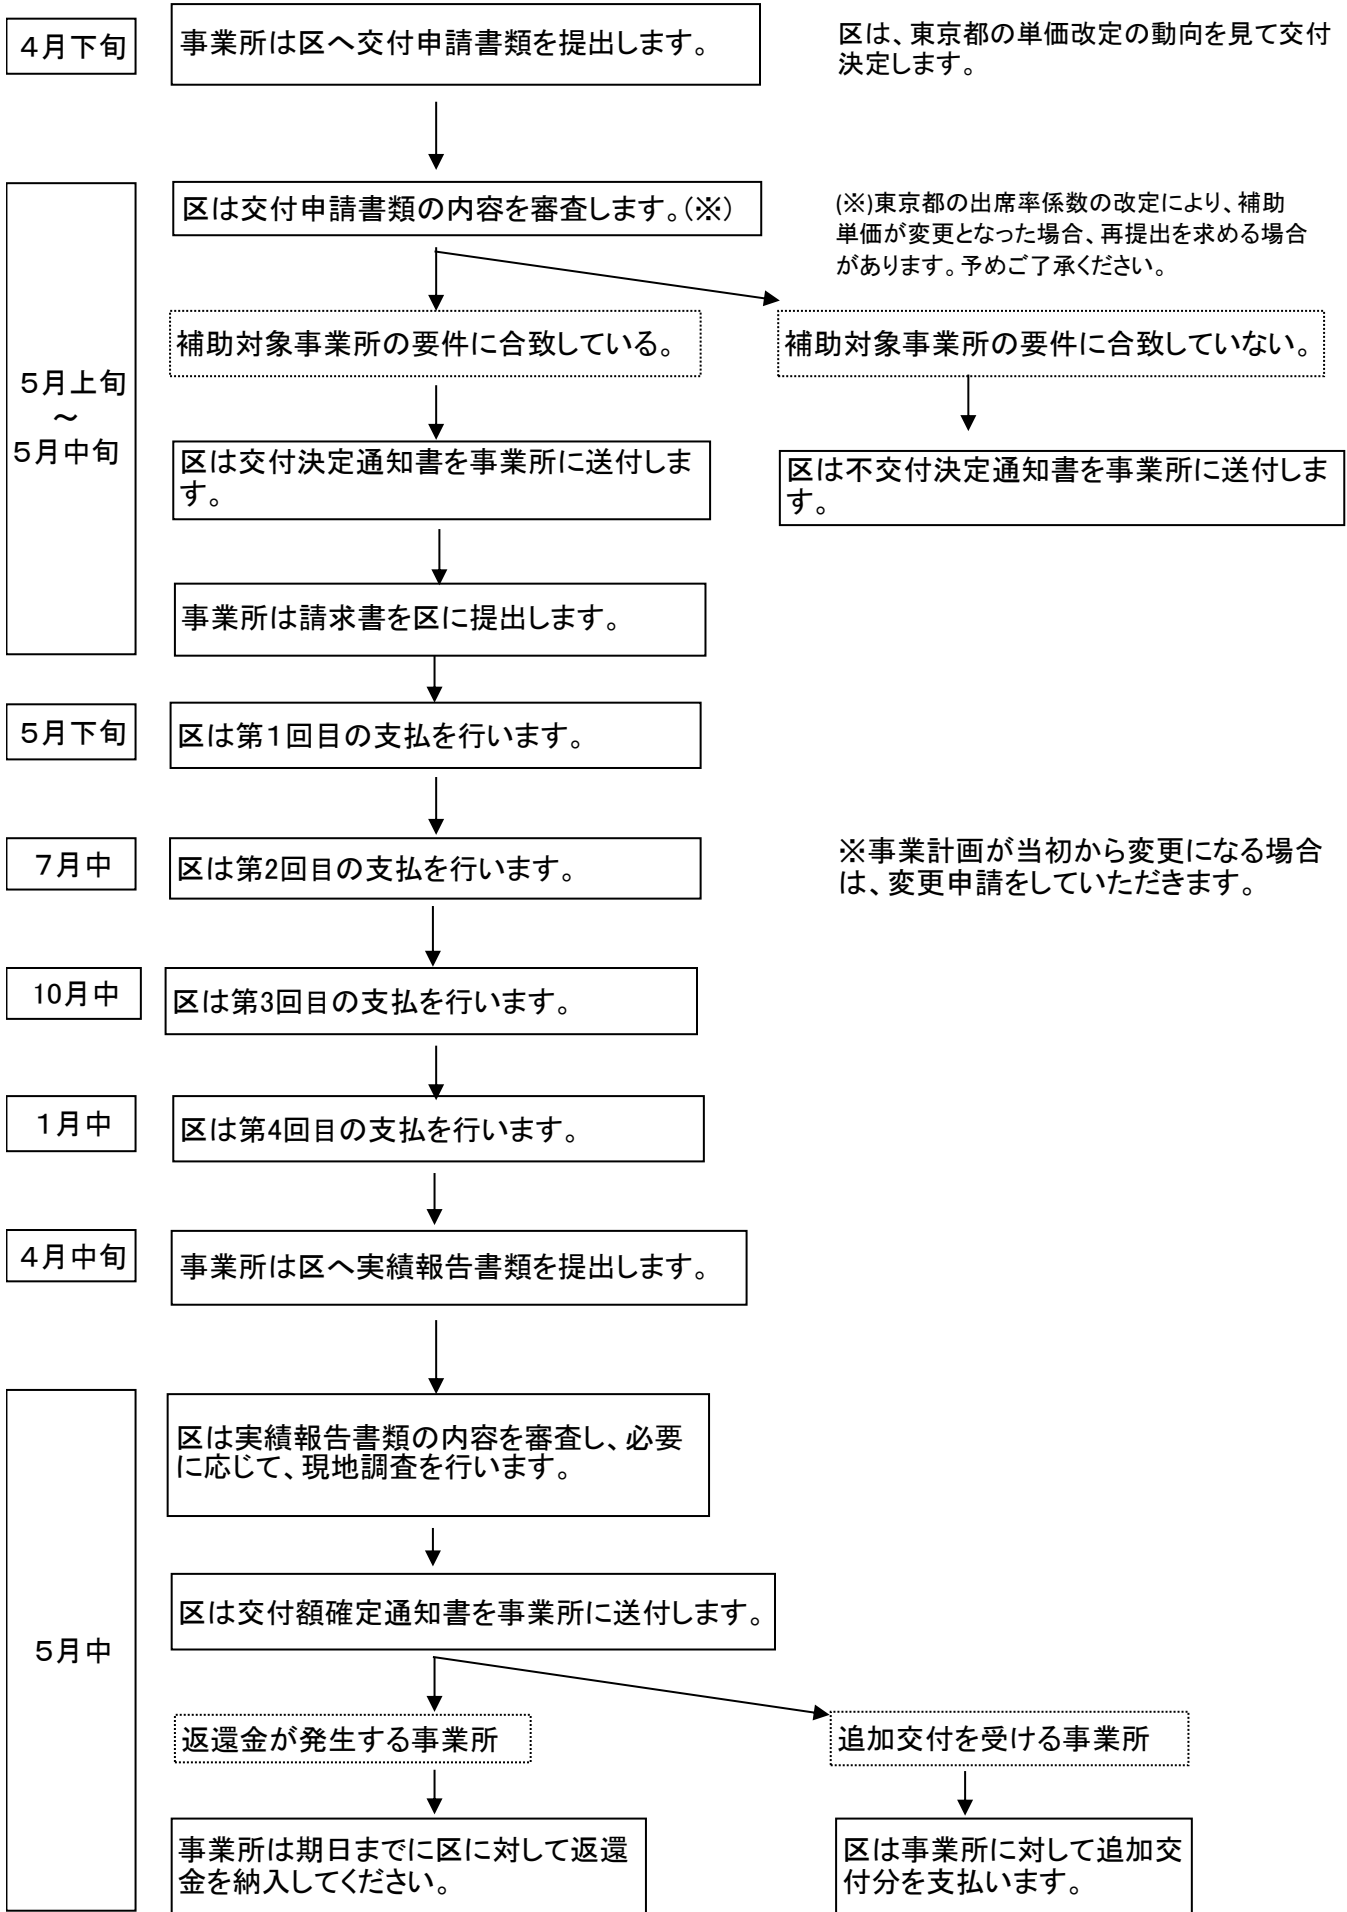 ４月下旬
事業所は区へ交付申請書類を提出します。
区は、東京都の単価改定の動向を見て交付
決定します。
区は交付申請書類の内容を審査します。(※)
(※)東京都の出席率係数の改定により、補助
単価が変更となった場合、再提出を求める場合
があります。予めご了承ください。
補助対象事業所の要件に合致している。
補助対象事業所の要件に合致していない。
５月上旬
～
５月中旬
区は交付決定通知書を事業所に送付しま
す。
区は不交付決定通知書を事業所に送付しま
す。
事業所は請求書を区に提出します。
５月下旬
区は第１回目の支払を行います。
７月中
区は第2回目の支払を行います。
※事業計画が当初から変更になる場合
は、変更申請をしていただきます。
10月中
区は第3回目の支払を行います。
１月中
区は第4回目の支払を行います。
４月中旬
事業所は区へ実績報告書類を提出します。
区は実績報告書類の内容を審査し、必要
に応じて、現地調査を行います。
区は交付額確定通知書を事業所に送付します。
５月中
返還金が発生する事業所
追加交付を受ける事業所
事業所は期日までに区に対して返還
金を納入してください。
区は事業所に対して追加交
付分を支払います。